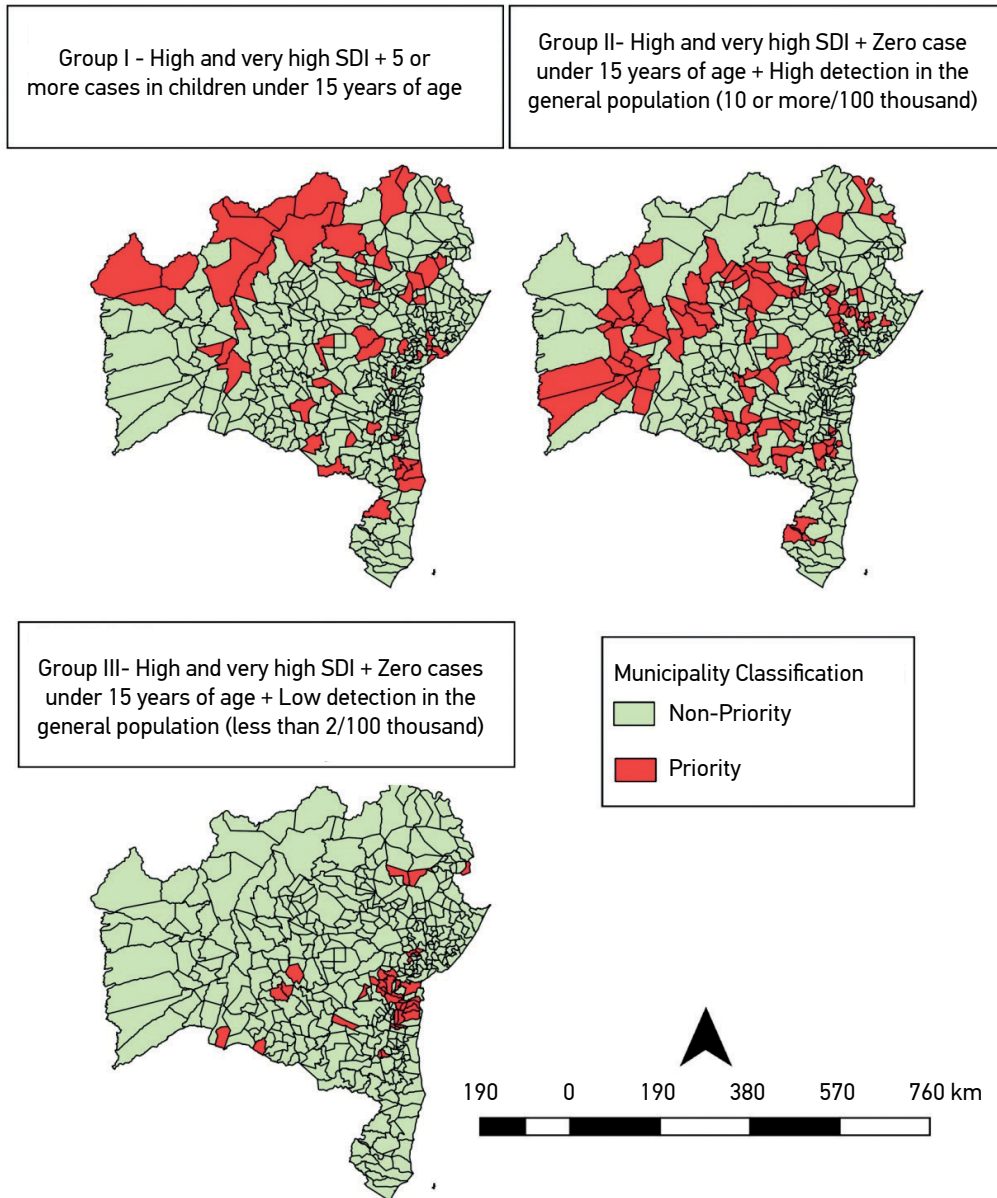 Group I - High and very high SDI + 5 or
more cases in children under 15 years of age
Group II- High and very high SDI + Zero case
under 15 years of age + High detection in the
general population (10 or more/100 thousand)
Group III- High and very high SDI + Zero cases
under 15 years of age + Low detection in the
general population (less than 2/100 thousand)
Municipality Classification
Non-Priority
Priority
190 0 190 380 570 760 km